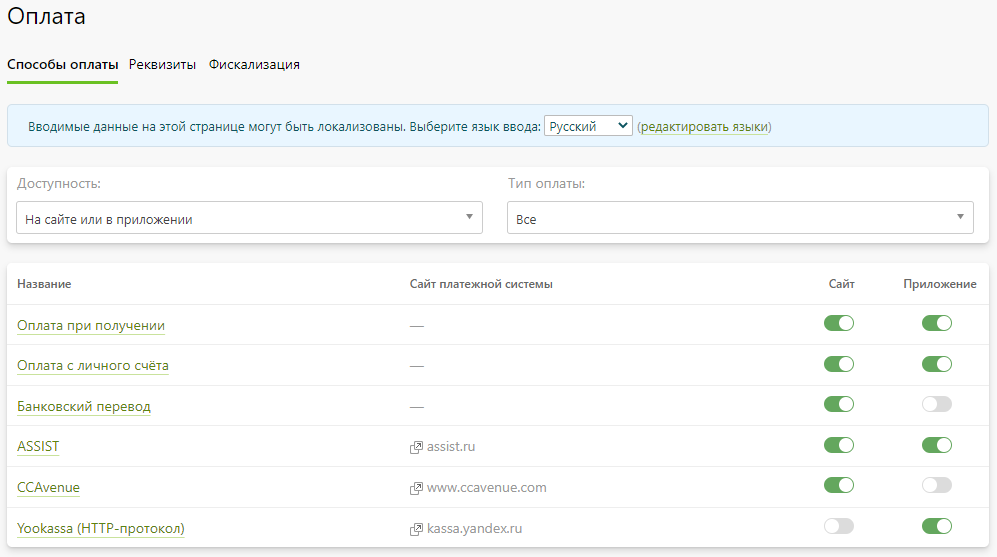 Оплата
Способы оплаты Реквизиты Фискализация
Вводимые данные на этой странице могут быть локализованы. Выберите язык ввода: Русский (редактировать языки)
Доступность: Тип оплаты:
На сайте или в приложении Все
Название Сайт платежной системы Сайт Приложение
Оплата при получении —
Оплата с личного счёта —
Банковский перевод —
ASSIST assist.ru
CCAvenue www.ccavenue.com
Yookassa (HTTP-протокол) kassa.yandex.ru